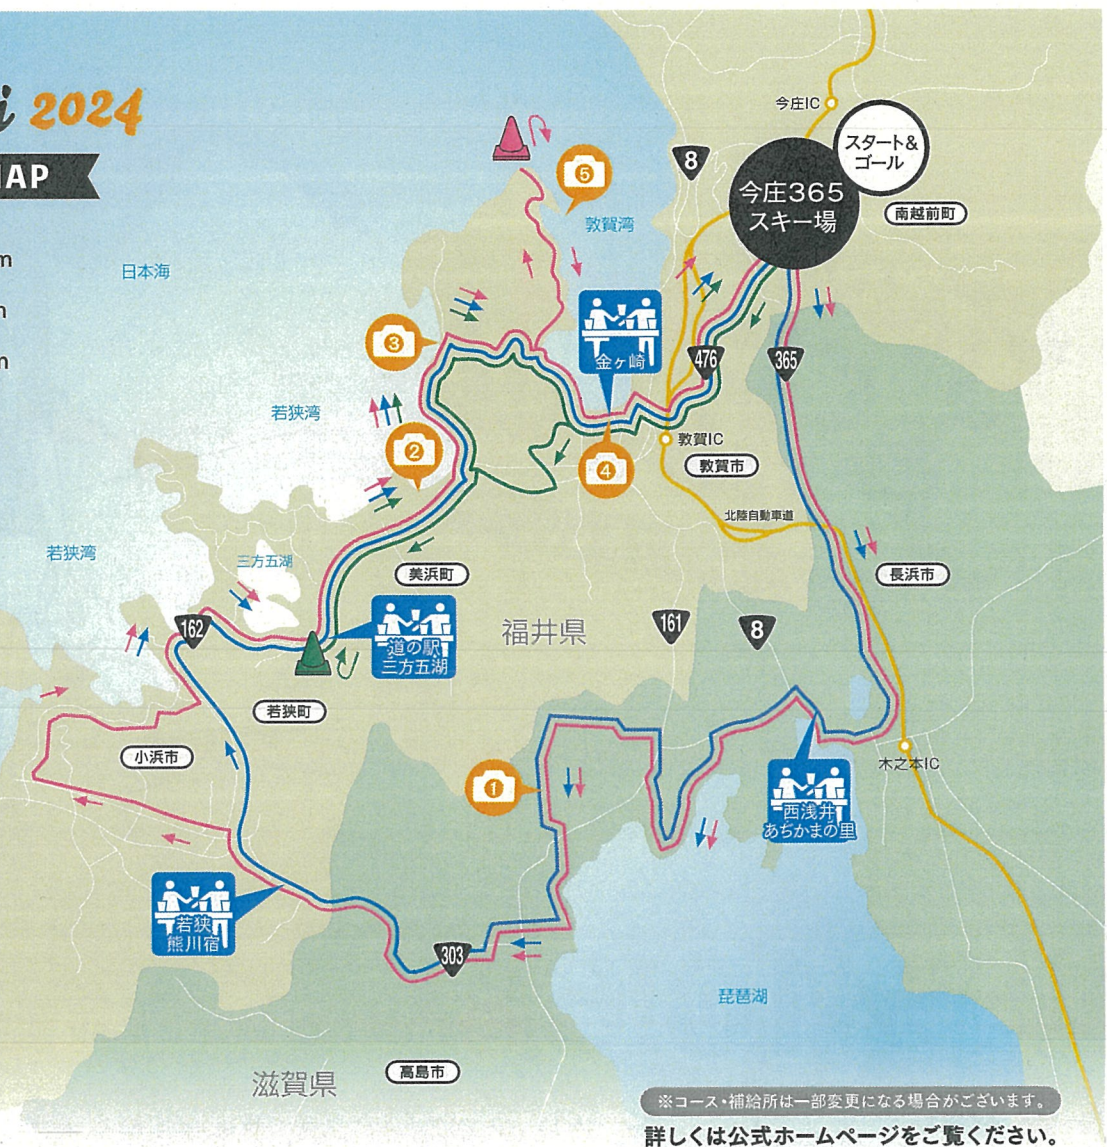 i 2024
MAP
m
m
m
今庄IC
スタート&
ゴール
8
今庄365
スキー場
南越前町
⑤
敦賀湾
日本海
③
金ヶ崎
476
365
若狭湾
②
敦賀IC
④
敦賀市
北陸自動車道
若狭湾
三方五湖
美浜町
長浜市
162
道の駅
三方五湖
福井県
161
8
若狭町
小浜市
①
木之本IC
西浅井
あぢかまの里
若狭
熊川宿
303
琵琶湖
滋賀県
高島市
※コース・補給所は一部変更になる場合がございます。
詳しくは公式ホームページをご覧ください。